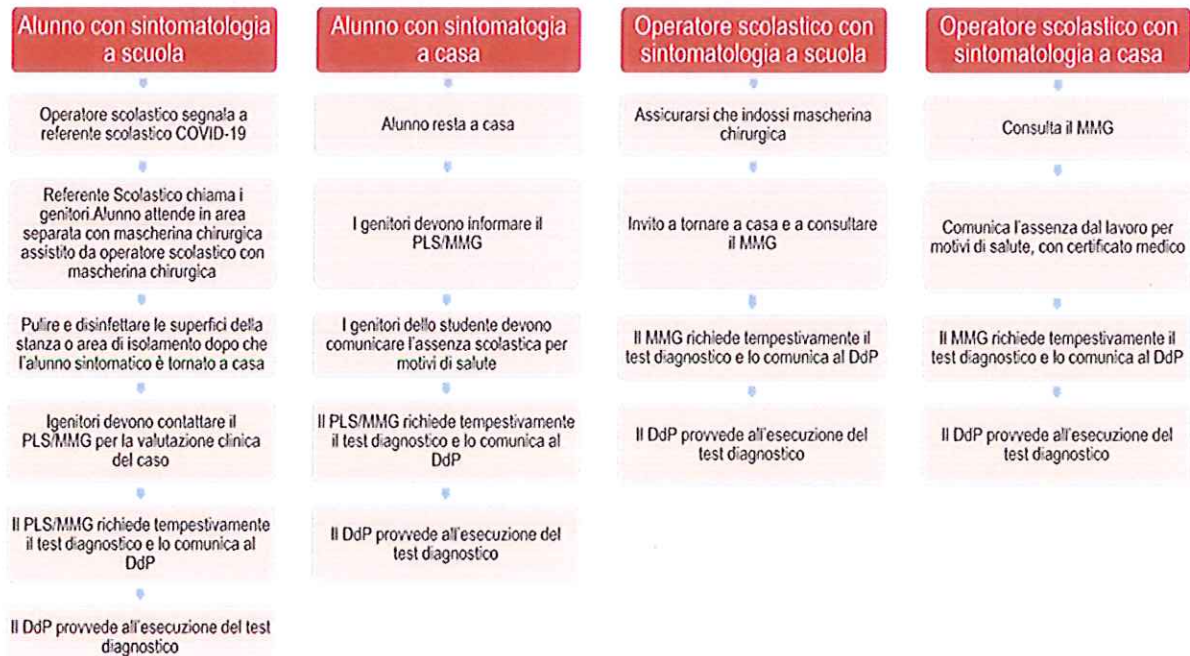 Alunno con sintomatologia
a scuola
Operatore scolastico segnala a
referente scolastico COVID-19
Referente Scolastico chiama i
genitori.Alunno attende in area
separata con mascherina chirurgica
assistito da operatore scolastico con
mascherina chirurgica
Pulire e disinfettare le superfici della
stanza o area di isolamento dopo che
l'alunno sintomatico è tornato a casa
Igenitori devono contattare il
PLS/MMG per la valutazione clinica
del caso
Il PLS/MMG richiede tempestivamente
il test diagnostico e lo comunica al
DdP
Il DdP provvede all'esecuzione del test
diagnostico
Alunno con sintomatogia
a casa
Alunno resta a casa
I genitori devono informare il
PLS/MMG
I genitori dello studente devono
comunicare l'assenza scolastica per
motivi di salute
Il PLS/MMG richiede tempestivamente
il test diagnostico e lo comunica al
DdP
Il DdP provvede all'esecuzione del
test diagnostico
Operatore scolastico con
sintomatologia a scuola
Assicurarsi che indossi mascherina
chirurgica
Invito a tornare a casa e a consultare
il MMG
Il MMG richiede tempestivamente il
test diagnostico e lo comunica al DdP
Il DdP provvede all'esecuzione del
test diagnostico
Operatore scolastico con
sintomatologia a casa
Consulta il MMG
Comunica l'assenza dal lavoro per
motivi di salute, con certificato medico
Il MMG richiede tempestivamente il
test diagnostico e lo comunica al DdP
Il DdP provvede all'esecuzione del
test diagnostico